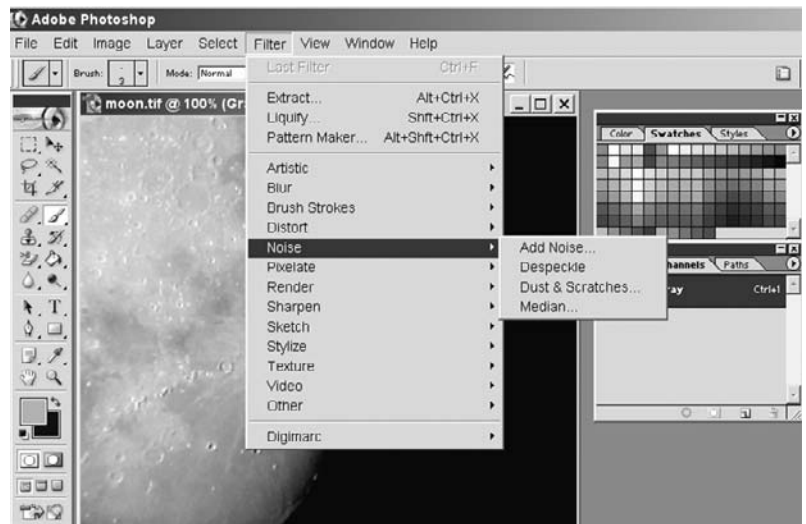 Adobe Photoshop
File Edit Image Layer Select Filter View Window Help
Brush: 3 Mode: Normal
moon.tif @ 100% (Gr
Last Filter Ctrl+F
Extract... Alt+Ctrl+X
Liquify... Shft+Ctrl+X
Pattern Maker... Alt+Shft+Ctrl+X
Artistic
Blur
Brush Strokes
Distort
Noise
Pixelate
Render
Sharpen
Sketch
Stylize
Texture
Video
Other
Digimarc
Add Noise...
Despeckle
Dust & Scratches...
Median...
Color Swatches Styles
hannels Paths
ray Ctrl+1